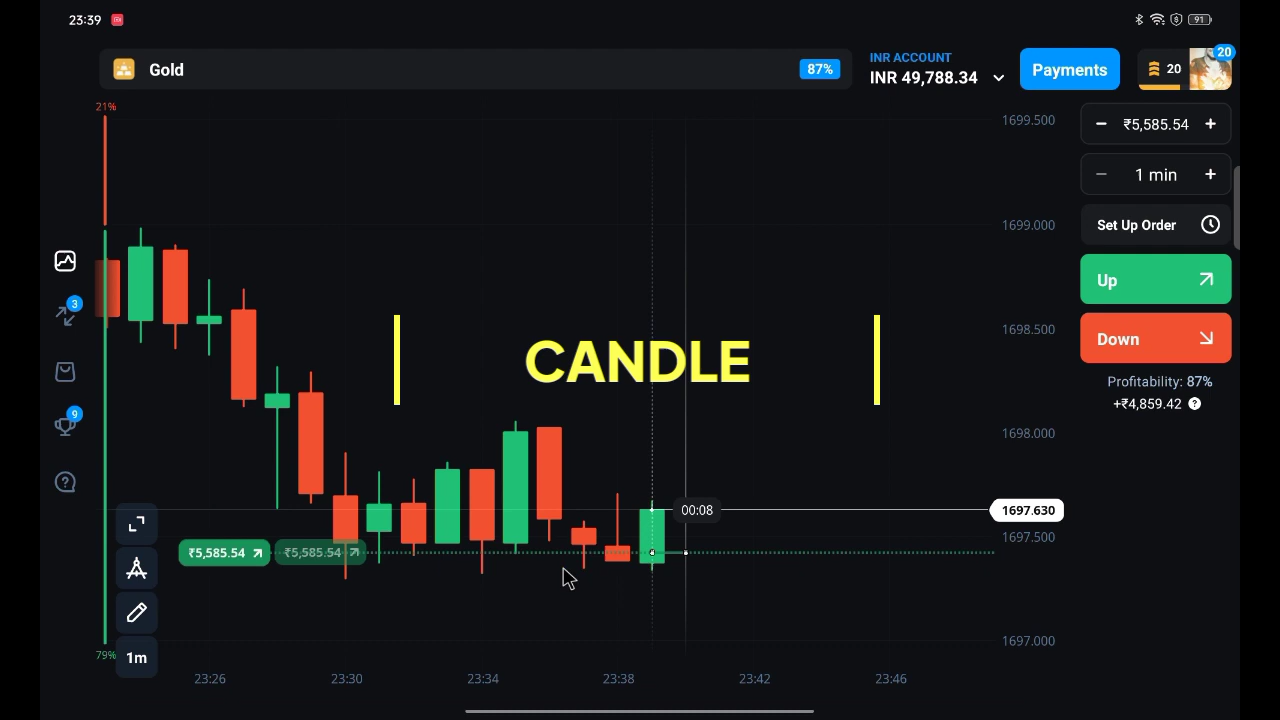 23:39
91
Gold
87%
INR ACCOUNT
INR 49,788.34
Payments
20
20
21%
1699.500
₹5,585.54
1 min
1699.000
Set Up Order
Up
3
1698.500
CANDLE
Down
Profitability: 87%
+₹4,859.42
9
1698.000
00:08
1697.630
1697.500
₹5,585.54
₹5,585.54
1697.000
79%
1m
23:26
23:30
23:34
23:38
23:42
23:46